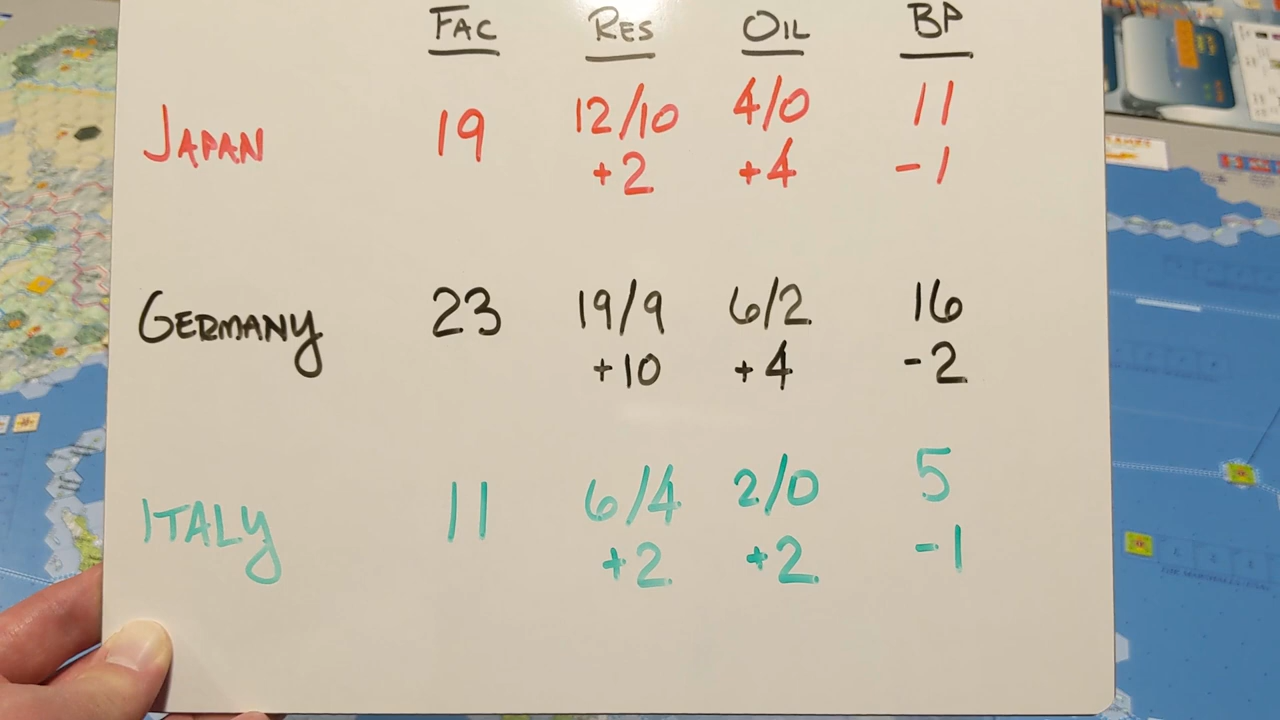 FAC RES OIL BP
JAPAN 19 12/10 4/0 11
+2 +4 -1
GERMANY 23 19/9 6/2 16
+10 +4 -2
ITALY 11 6/4 2/0 5
+2 +2 -1